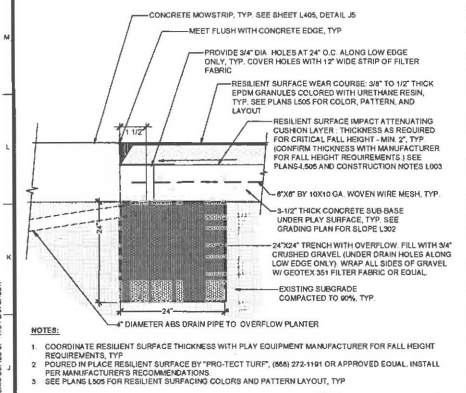 CONCRETE MOWSTRIP, TYP. SEE SHEET L405, DETAIL J5
MEET FLUSH WITH CONCRETE EDGE, TYP
PROVIDE 3/4" DIA. HOLES AT 24" O.C. ALONG LOW EDGE
ONLY, TYP. COVER HOLES WITH 12" WIDE STRIP OF FILTER
FABRIC
RESILIENT SURFACE WEAR COURSE: 3/8" TO 1/2" THICK
EPDM GRANULES COLORED WITH URETHANE RESIN,
TYP. SEE PLANS L505 FOR COLOR, PATTERN, AND
LAYOUT
1 1/2"
RESILIENT SURFACE IMPACT ATTENUATING
CUSHION LAYER : THICKNESS AS REQUIRED
FOR CRITICAL FALL HEIGHT - MIN. 2", TYP.
(CONFIRM THICKNESS WITH MANUFACTURER
FOR FALL HEIGHT REQUIREMENTS.) SEE
PLANS L505 AND CONSTRUCTION NOTES L003.
6"X6" BY 10X10 GA. WOVEN WIRE MESH, TYP.
3-1/2" THICK CONCRETE SUB-BASE
UNDER PLAY SURFACE, TYP. SEE
GRADING PLAN FOR SLOPE L302
24"X24" TRENCH WITH OVERFLOW. FILL WITH 3/4"
CRUSHED GRAVEL (UNDER DRAIN HOLES ALONG
LOW EDGE ONLY). WRAP ALL SIDES OF GRAVEL
W/ GEOTEX 351 FILTER FABRIC OR EQUAL.
EXISTING SUBGRADE
COMPACTED TO 90%, TYP.
24"
24"
4" DIAMETER ABS DRAIN PIPE TO OVERFLOW PLANTER
NOTES:
1. COORDINATE RESILIENT SURFACE THICKNESS WITH PLAY EQUIPMENT MANUFACTURER FOR FALL HEIGHT
REQUIREMENTS, TYP
2. POURED IN PLACE RESILIENT SURFACE BY "PRO-TECT TURF", (866) 272-1191 OR APPROVED EQUAL. INSTALL
PER MANUFACTURER'S RECOMMENDATIONS.
3. SEE PLANS L505 FOR RESILIENT SURFACING COLORS AND PATTERN LAYOUT, TYP.
M
L
K
J